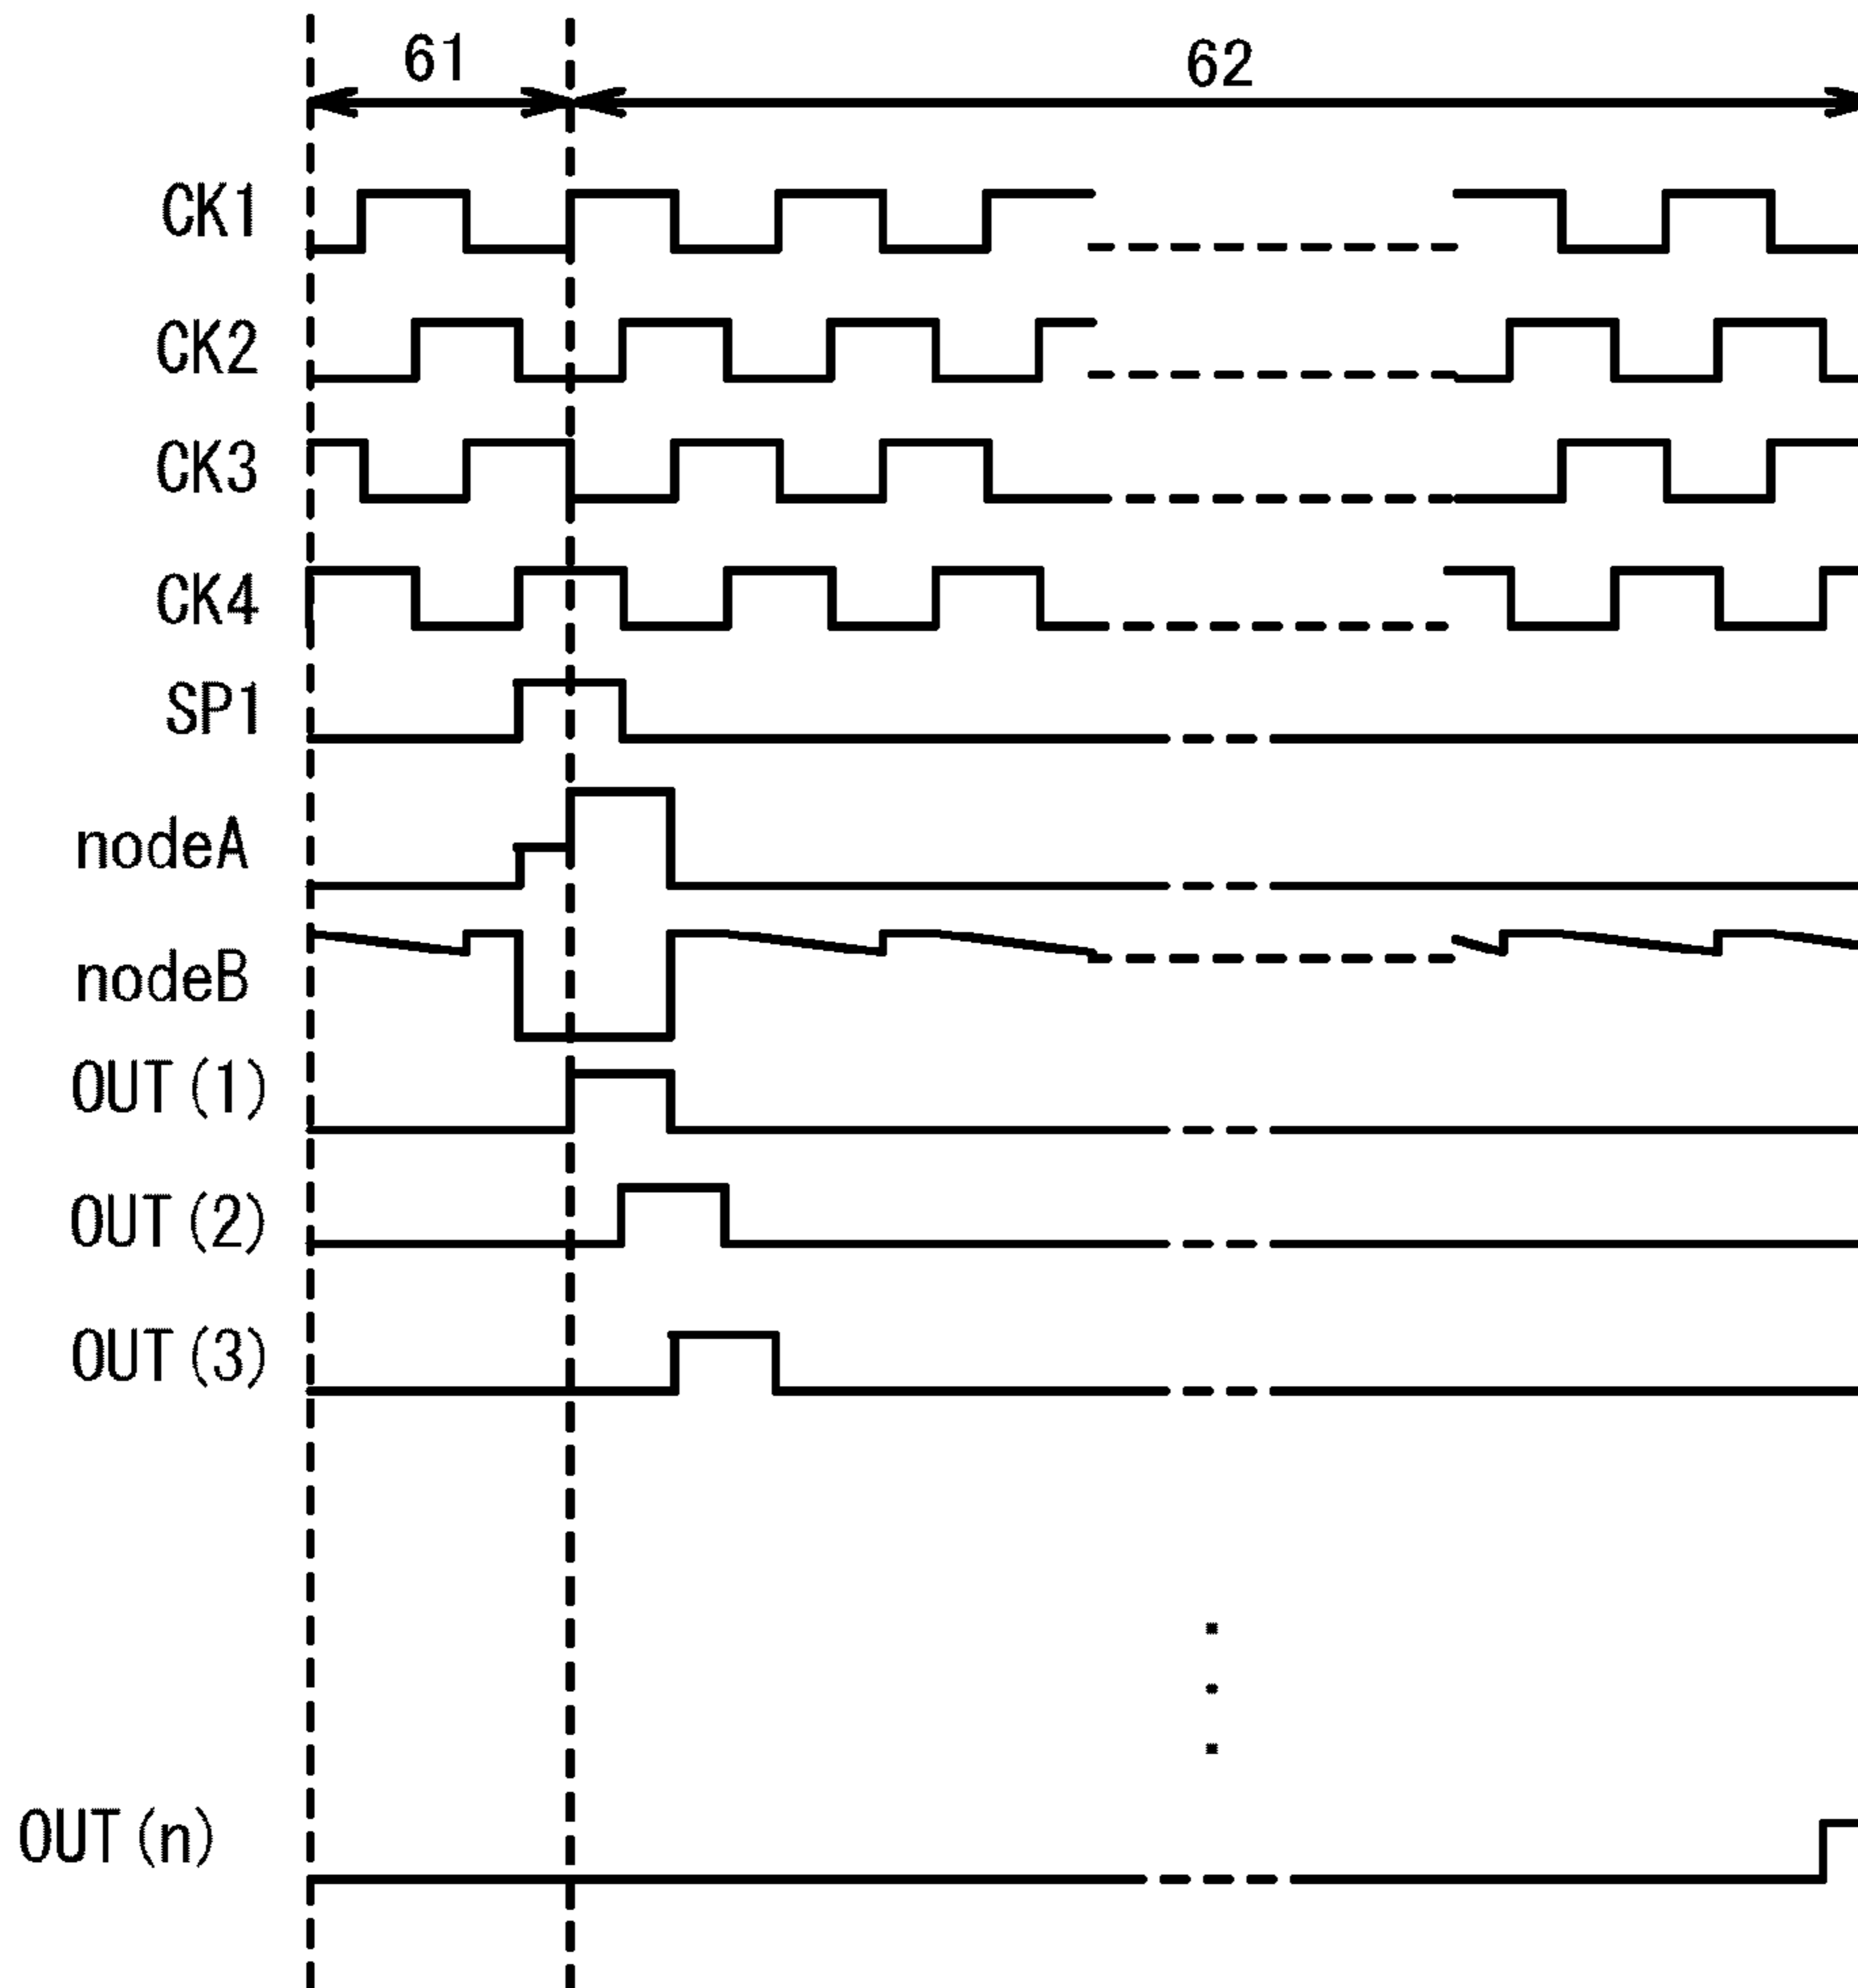 61 62
CK1
CK2
CK3
CK4
SP1
nodeA
nodeB
OUT(1)
OUT(2)
OUT(3)
OUT(n)